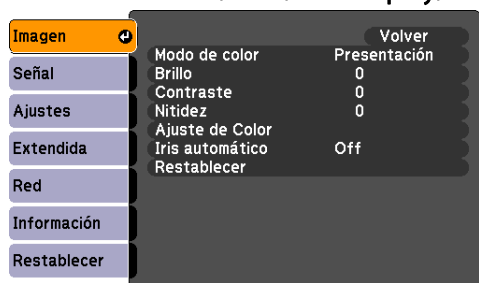 Imagen
Señal
Ajustes
Extendida
Red
Información
Restablecer
Volver
Modo de color Presentación
Brillo 0
Contraste 0
Nitidez 0
Ajuste de Color
Iris automático Off
Restablecer